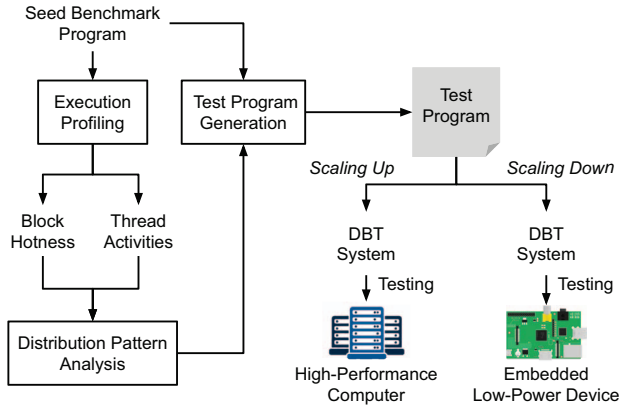 Seed Benchmark
Program
Execution
Profiling
Test Program
Generation
Test
Program
Scaling Up
Scaling Down
Block
Hotness
Thread
Activities
DBT
System
DBT
System
Testing
Testing
Distribution Pattern
Analysis
High-Performance
Computer
Embedded
Low-Power Device